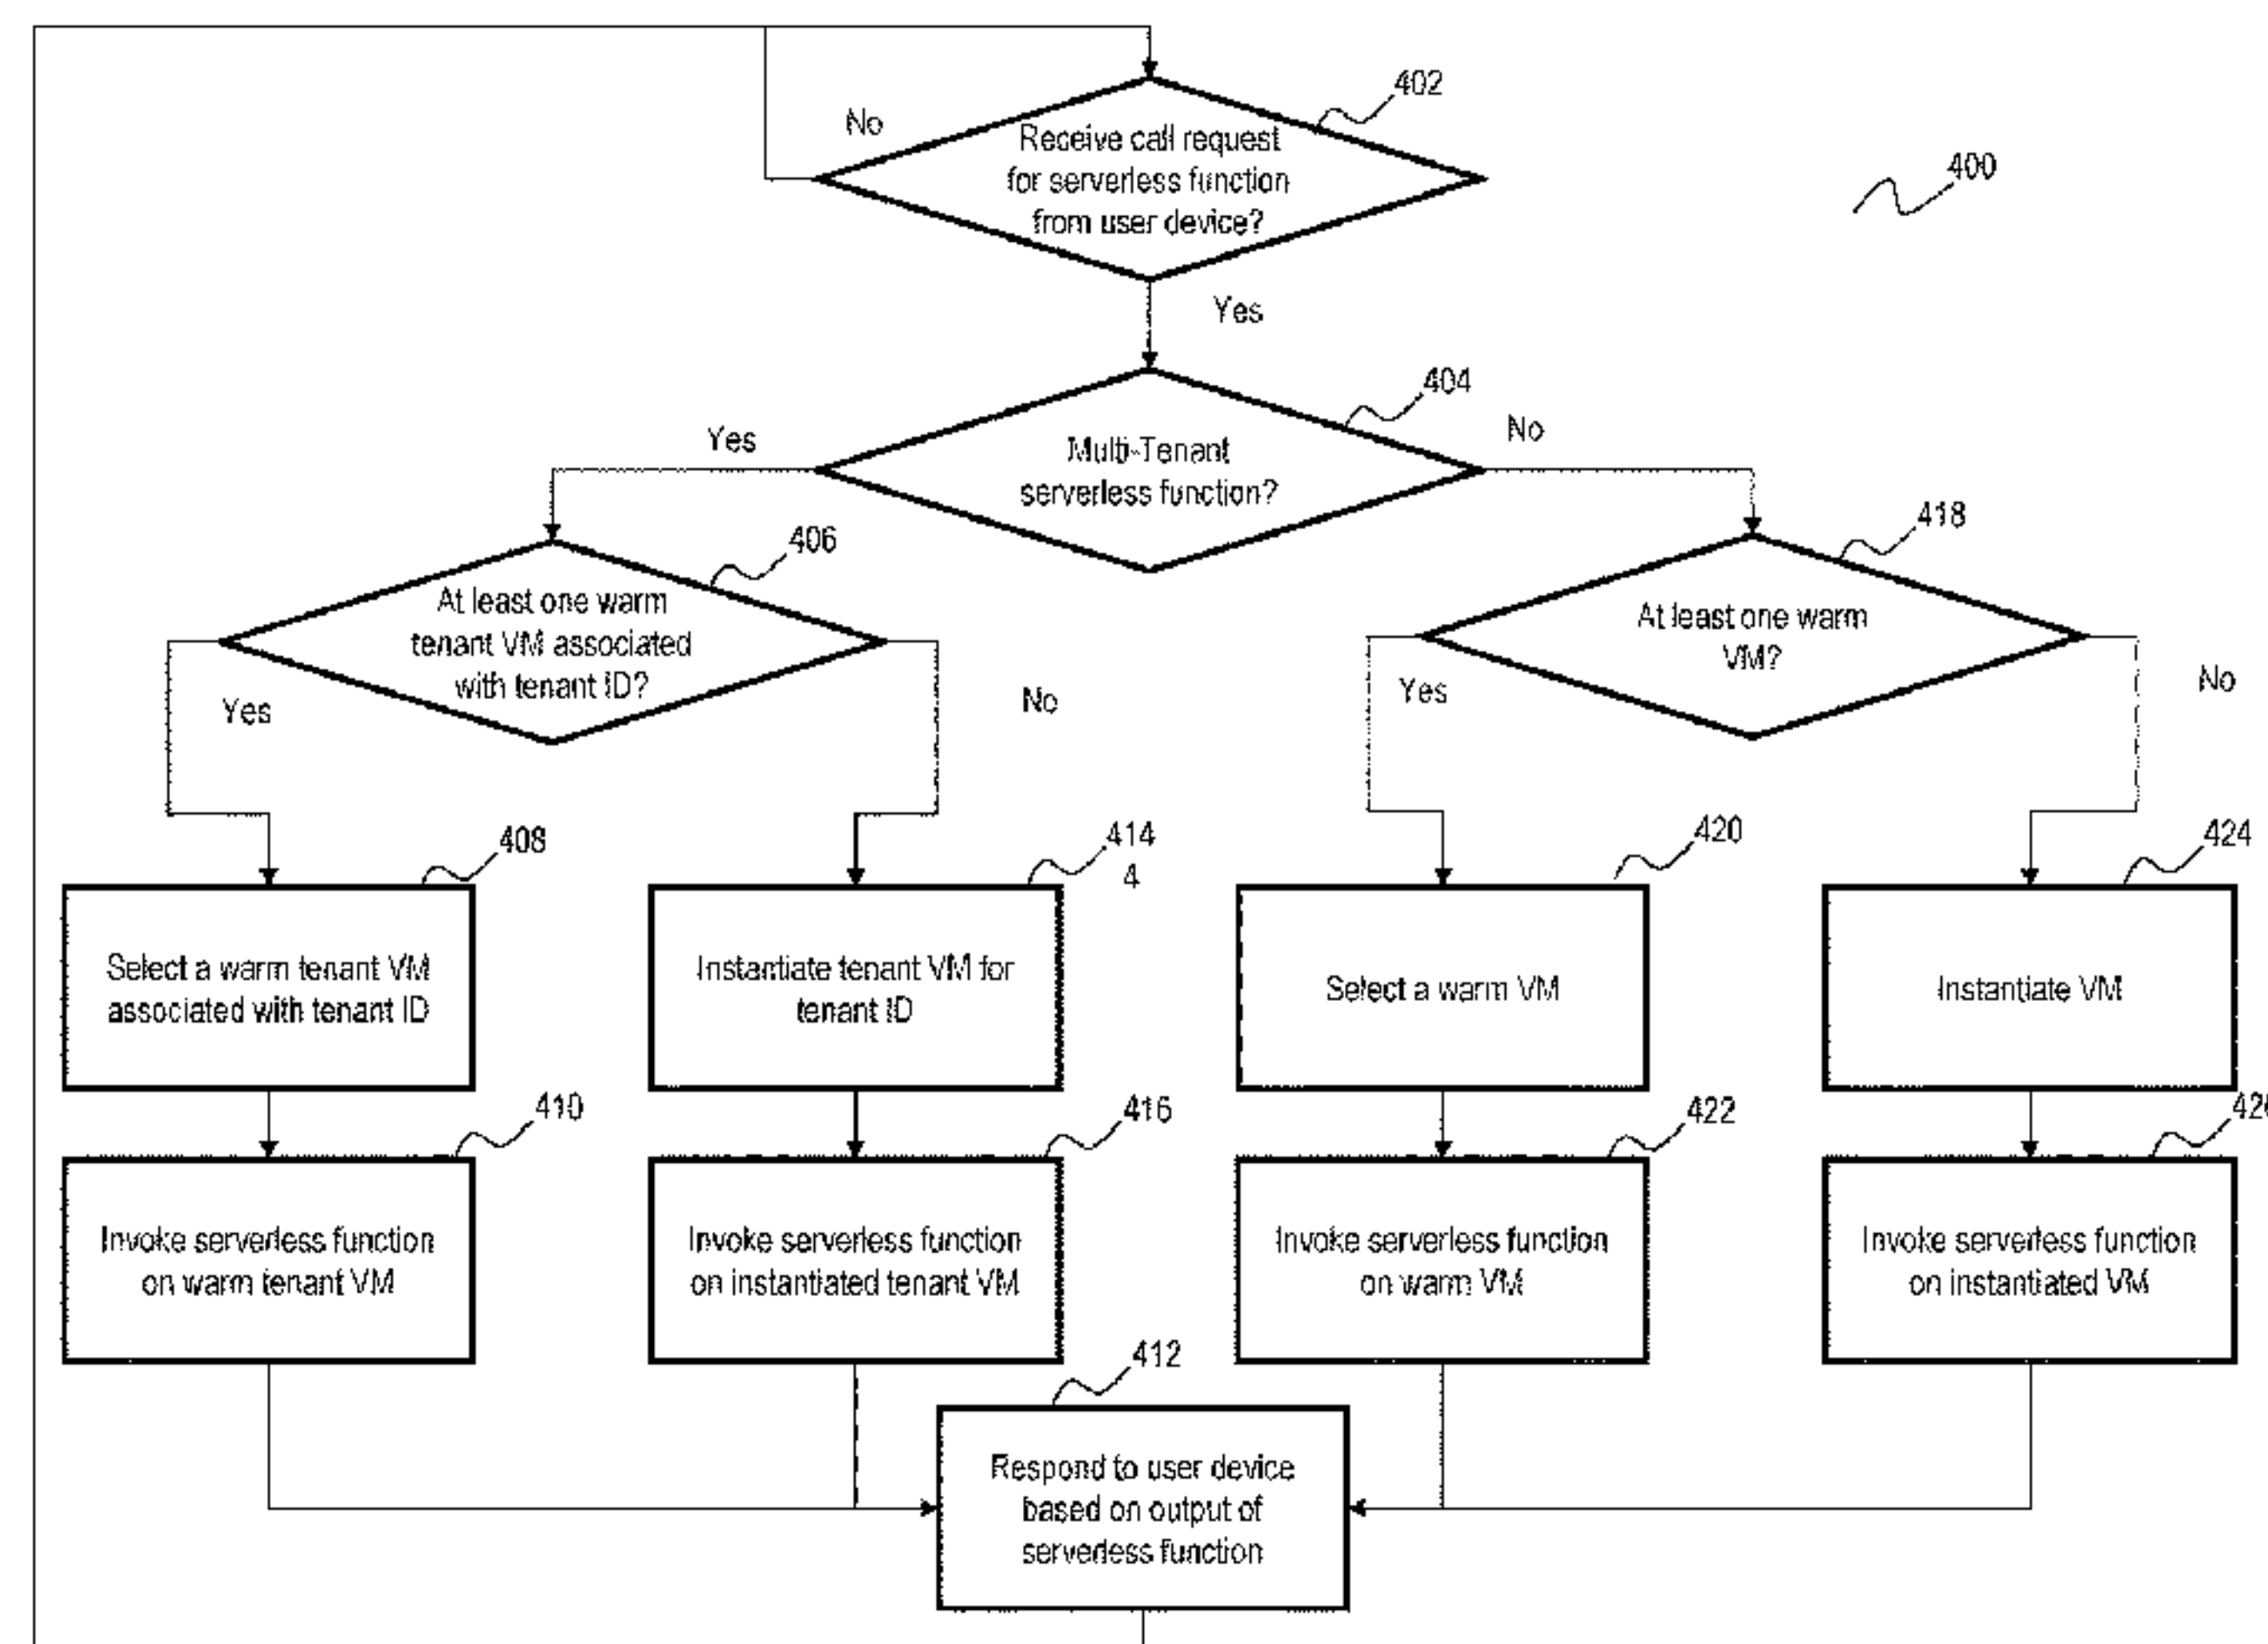 402
No
Receive call request
for serverless function
from user device?
400
Yes
404
Yes
No
Multi-Tenant
serverless function?
406
418
At least one warm
tenant VM associated
with tenant ID?
At least one warm
VM?
Yes
No
Yes
No
408
414
4
420
424
Select a warm tenant VM
associated with tenant ID
Instantiate tenant VM for
tenant ID
Select a warm VM
Instantiate VM
410
416
422
Invoke serverless function
on warm tenant VM
Invoke serverless function
on instantiated tenant VM
Invoke serverless function
on warm VM
Invoke serverless function
on instantiated VM
412
Respond to user device
based on output of
serverless function